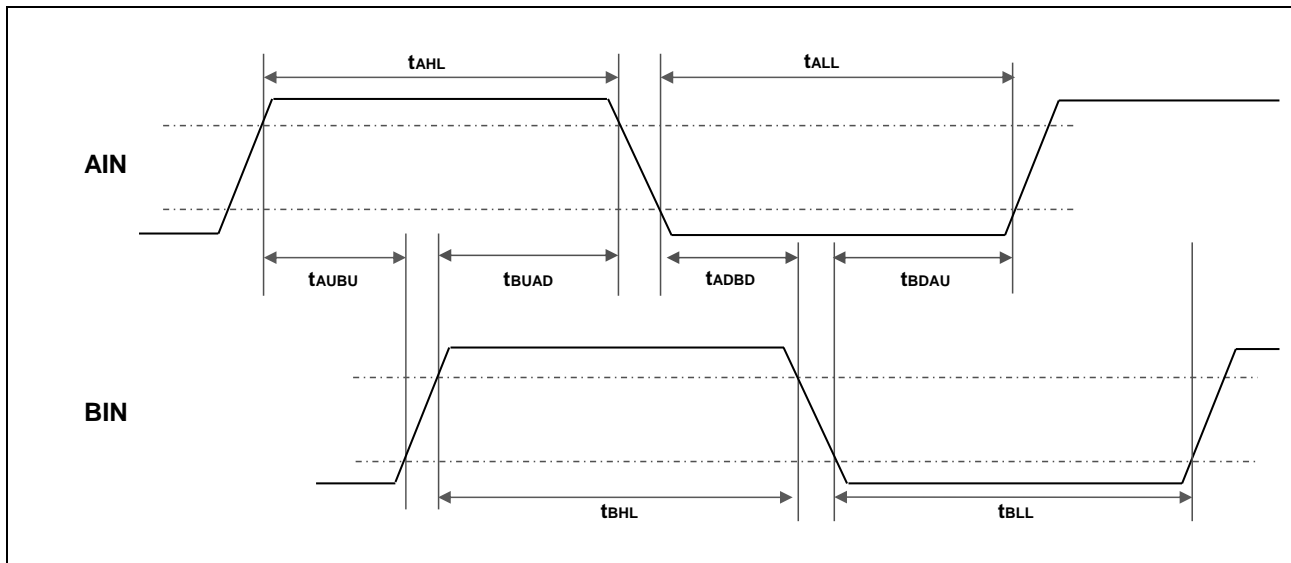 tAHL tALL
AIN
tAUBU tBUAD tADBD tBDAU
BIN
tBHL tBLL